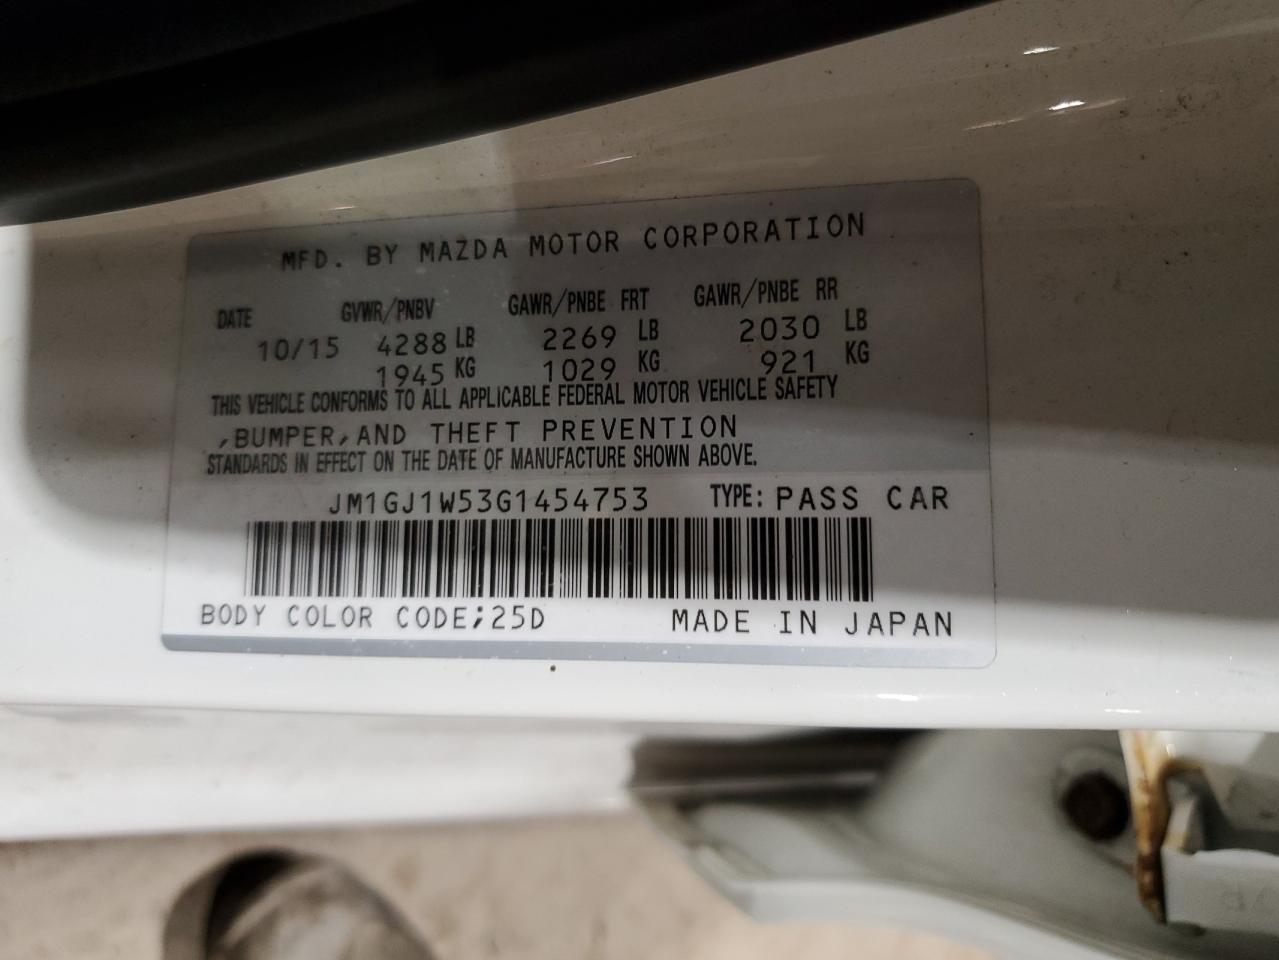 MFD. BY MAZDA MOTOR CORPORATION
DATE GVWR/PNBV GAWR/PNBE FRT GAWR/PNBE RR
10/15 4288 LB 2269 LB 2030 LB
1945 KG 1029 KG 921 KG
THIS VEHICLE CONFORMS TO ALL APPLICABLE FEDERAL MOTOR VEHICLE SAFETY
,BUMPER,AND THEFT PREVENTION
STANDARDS IN EFFECT ON THE DATE OF MANUFACTURE SHOWN ABOVE.
JM1GJ1W53G1454753 TYPE: PASS CAR
BODY COLOR CODE;25D MADE IN JAPAN